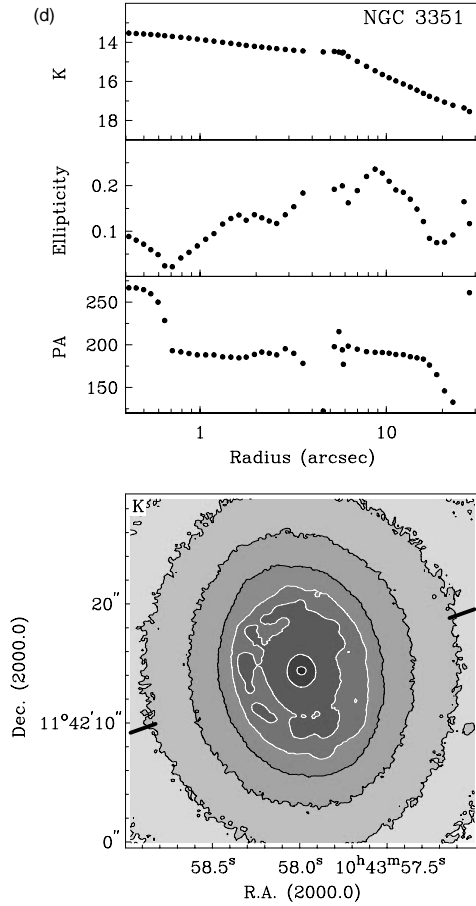 (d)
NGC 3351
14
16
18
K
0.2
0.1
Ellipticity
250
200
150
PA
1
10
Radius (arcsec)
K
20"
11°42'10"
0"
Dec. (2000.0)
58.5s 58.0s 10h43m57.5s
R.A. (2000.0)